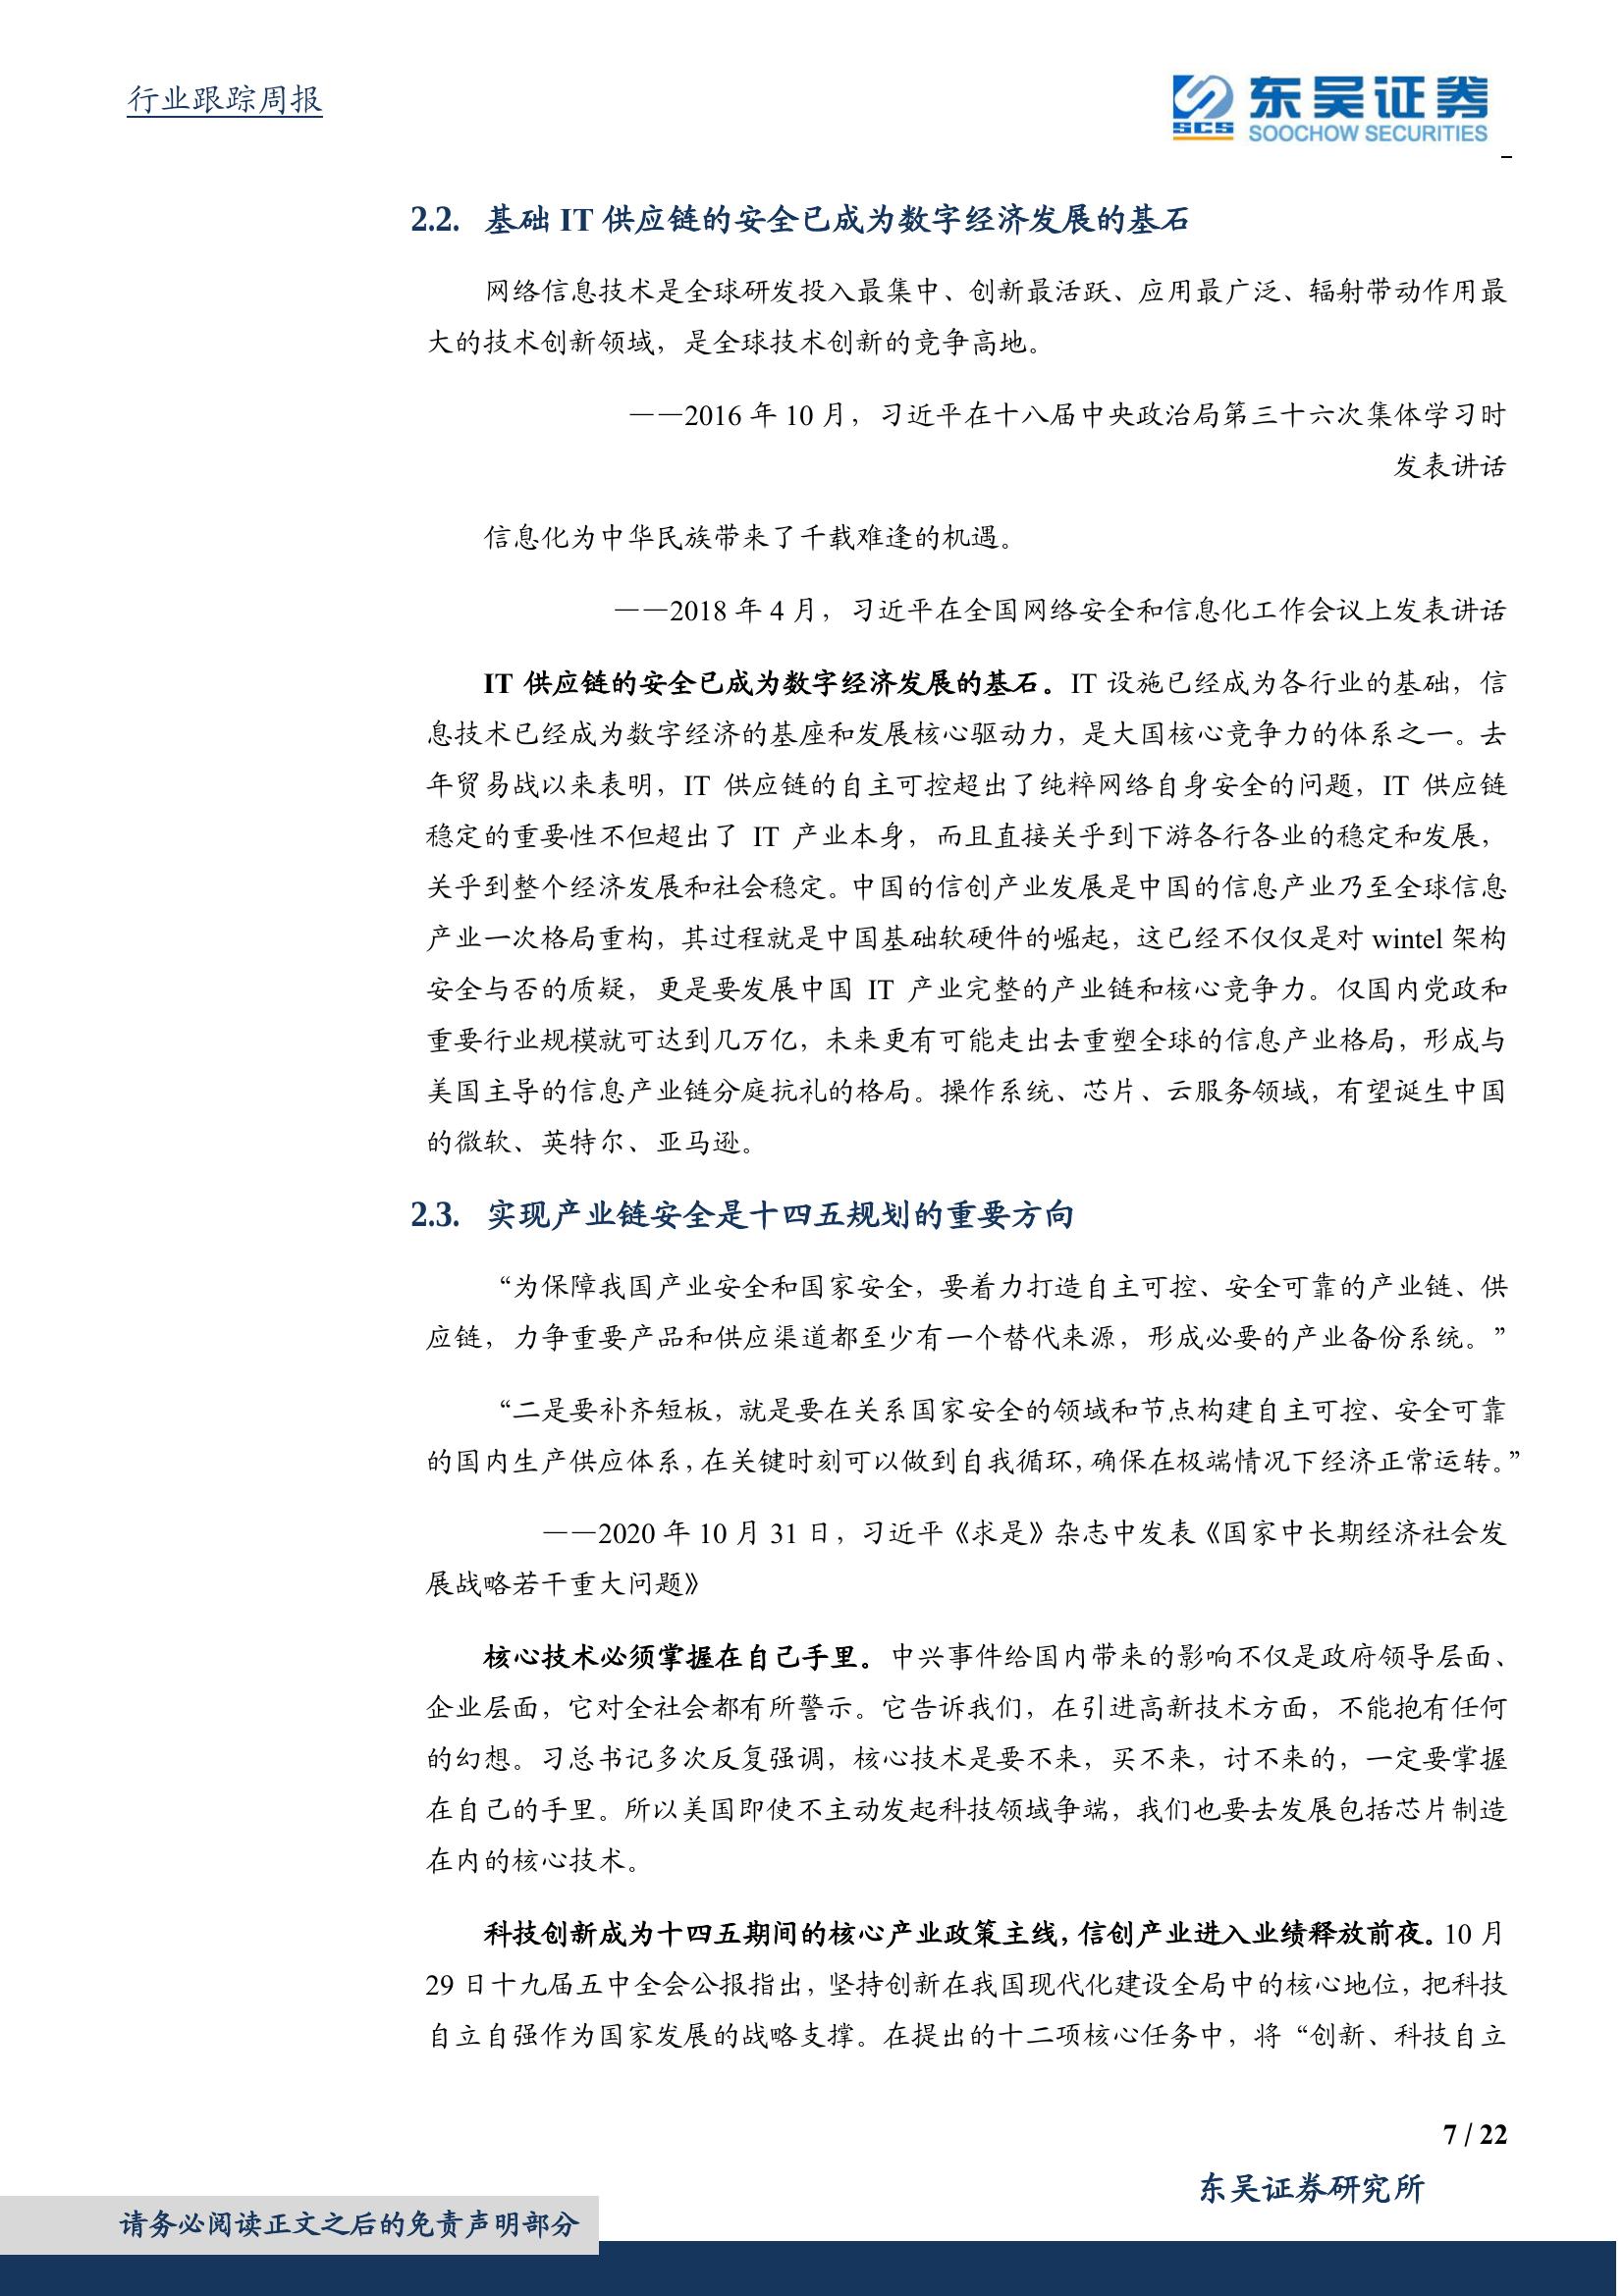 行业跟踪周报
SCS
东吴证券
SOOCHOW SECURITIES
2.2. 基础 IT 供应链的安全已成为数字经济发展的基石
网络信息技术是全球研发投入最集中、创新最活跃、应用最广泛、辐射带动作用最
大的技术创新领域，是全球技术创新的竞争高地。
——2016 年 10 月，习近平在十八届中央政治局第三十六次集体学习时
发表讲话
信息化为中华民族带来了千载难逢的机遇。
——2018 年 4 月，习近平在全国网络安全和信息化工作会议上发表讲话
IT 供应链的安全已成为数字经济发展的基石。IT 设施已经成为各行业的基础，信
息技术已经成为数字经济的基座和发展核心驱动力，是大国核心竞争力的体系之一。去
年贸易战以来表明，IT 供应链的自主可控超出了纯粹网络自身安全的问题，IT 供应链
稳定的重要性不但超出了 IT 产业本身，而且直接关乎到下游各行各业的稳定和发展，
关乎到整个经济发展和社会稳定。中国的信创产业发展是中国的信息产业乃至全球信息
产业一次格局重构，其过程就是中国基础软硬件的崛起，这已经不仅仅是对 wintel 架构
安全与否的质疑，更是要发展中国 IT 产业完整的产业链和核心竞争力。仅国内党政和
重要行业规模就可达到几万亿，未来更有可能走出去重塑全球的信息产业格局，形成与
美国主导的信息产业链分庭抗礼的格局。操作系统、芯片、云服务领域，有望诞生中国
的微软、英特尔、亚马逊。
2.3. 实现产业链安全是十四五规划的重要方向
“为保障我国产业安全和国家安全，要着力打造自主可控、安全可靠的产业链、供
应链，力争重要产品和供应渠道都至少有一个替代来源，形成必要的产业备份系统。”
“二是要补齐短板，就是要在关系国家安全的领域和节点构建自主可控、安全可靠
的国内生产供应体系，在关键时刻可以做到自我循环，确保在极端情况下经济正常运转。”
——2020 年 10 月 31 日，习近平《求是》杂志中发表《国家中长期经济社会发
展战略若干重大问题》
核心技术必须掌握在自己手里。中兴事件给国内带来的影响不仅是政府领导层面、
企业层面，它对全社会都有所警示。它告诉我们，在引进高新技术方面，不能抱有任何
的幻想。习总书记多次反复强调，核心技术是要不来，买不来，讨不来的，一定要掌握
在自己的手里。所以美国即使不主动发起科技领域争端，我们也要去发展包括芯片制造
在内的核心技术。
科技创新成为十四五期间的核心产业政策主线，信创产业进入业绩释放前夜。10 月
29 日十九届五中全会公报指出，坚持创新在我国现代化建设全局中的核心地位，把科技
自立自强作为国家发展的战略支撑。在提出的十二项核心任务中，将“创新、科技自立
7 / 22
东吴证券研究所
请务必阅读正文之后的免责声明部分